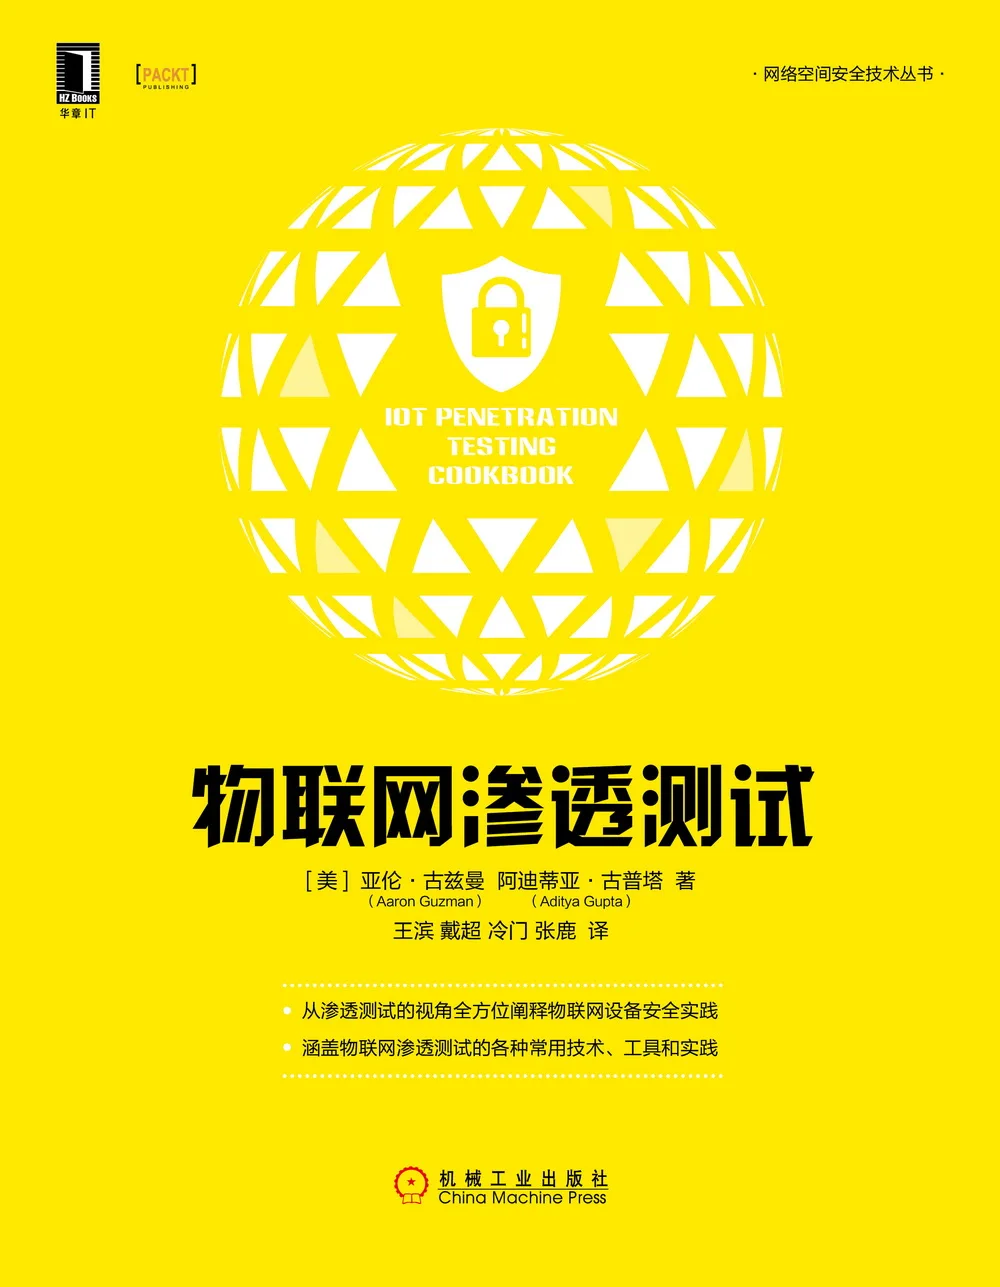 HZ BOOKS
华章IT
[PACKT]
PUBLISHING
·网络空间安全技术丛书·
IOT PENETRATION
TESTING
COOKBOOK
物联网渗透测试
[美] 亚伦·古兹曼 阿迪蒂亚·古普塔 著
(Aaron Guzman) (Aditya Gupta)
王滨 戴超 冷门 张鹿 译
• 从渗透测试的视角全方位阐释物联网设备安全实践
• 涵盖物联网渗透测试的各种常用技术、工具和实践
机械工业出版社
China Machine Press